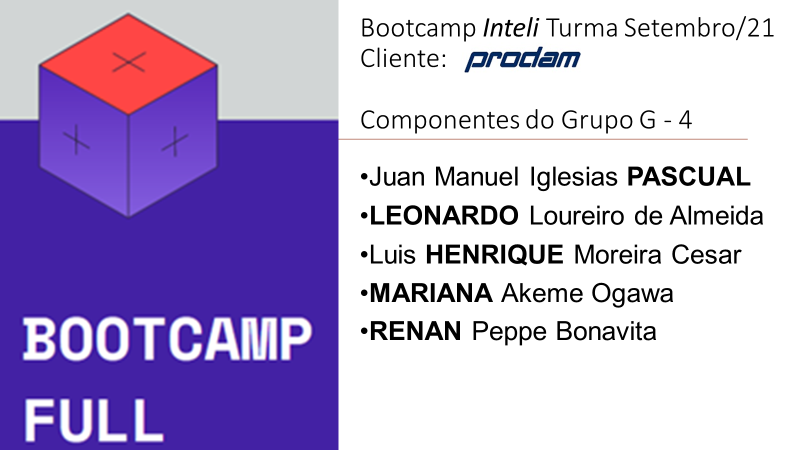 Bootcamp Inteli Turma Setembro/21
Cliente: prodam
Componentes do Grupo G - 4
•Juan Manuel Iglesias PASCUAL
•LEONARDO Loureiro de Almeida
•Luis HENRIQUE Moreira Cesar
•MARIANA Akeme Ogawa
•RENAN Peppe Bonavita
BOOTCAMP
FULL